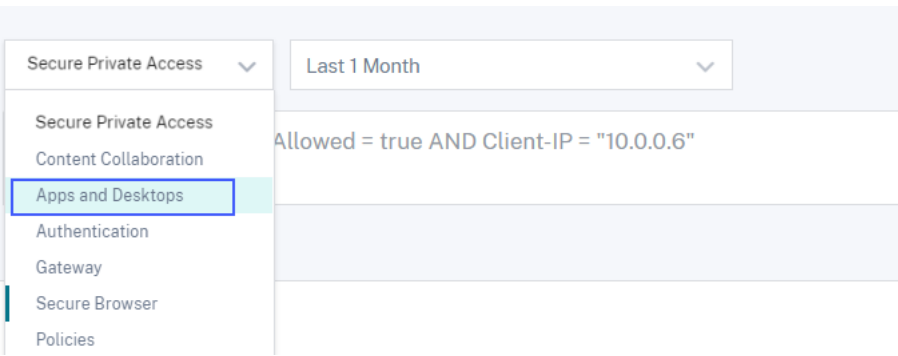 Secure Private Access
Last 1 Month
Secure Private Access
Allowed = true AND Client-IP = "10.0.0.6"
Content Collaboration
Apps and Desktops
Authentication
Gateway
Secure Browser
Policies